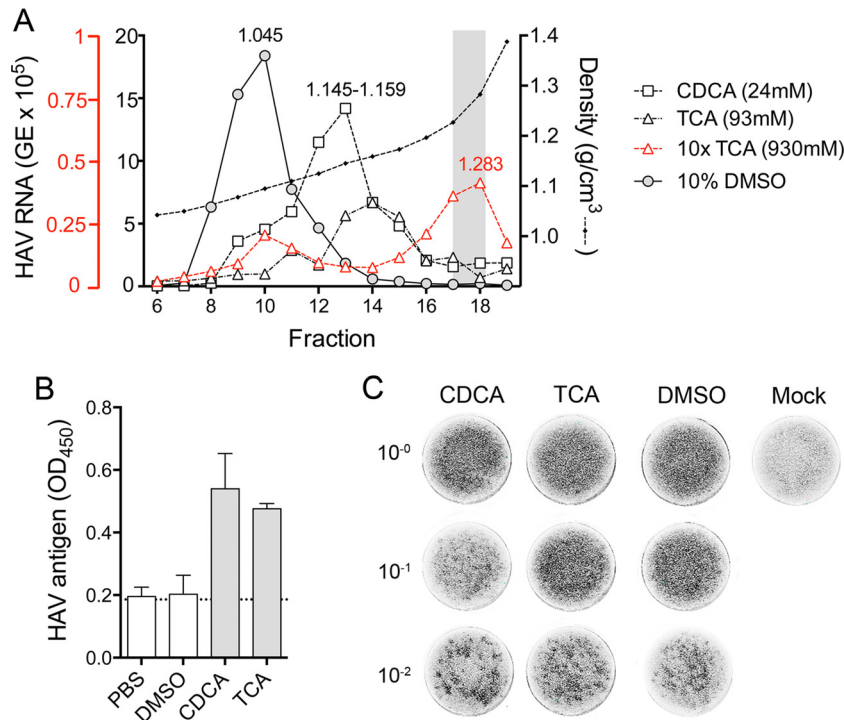 A
1.045
1.145-1.159
1.283
HAV RNA (GE x 10⁵)
1
0.75
0.5
0.25
0
20
15
10
5
0
6 8 10 12 14 16 18
Fraction
1.4
1.3
1.2
1.1
1.0
Density (g/cm³)
CDCA (24mM)
TCA (93mM)
10x TCA (930mM)
10% DMSO
B
HAV antigen (OD₄₅₀)
0.8
0.6
0.4
0.2
0.0
PBS
DMSO
CDCA
TCA
C
CDCA TCA DMSO Mock
10⁻⁰
10⁻¹
10⁻²